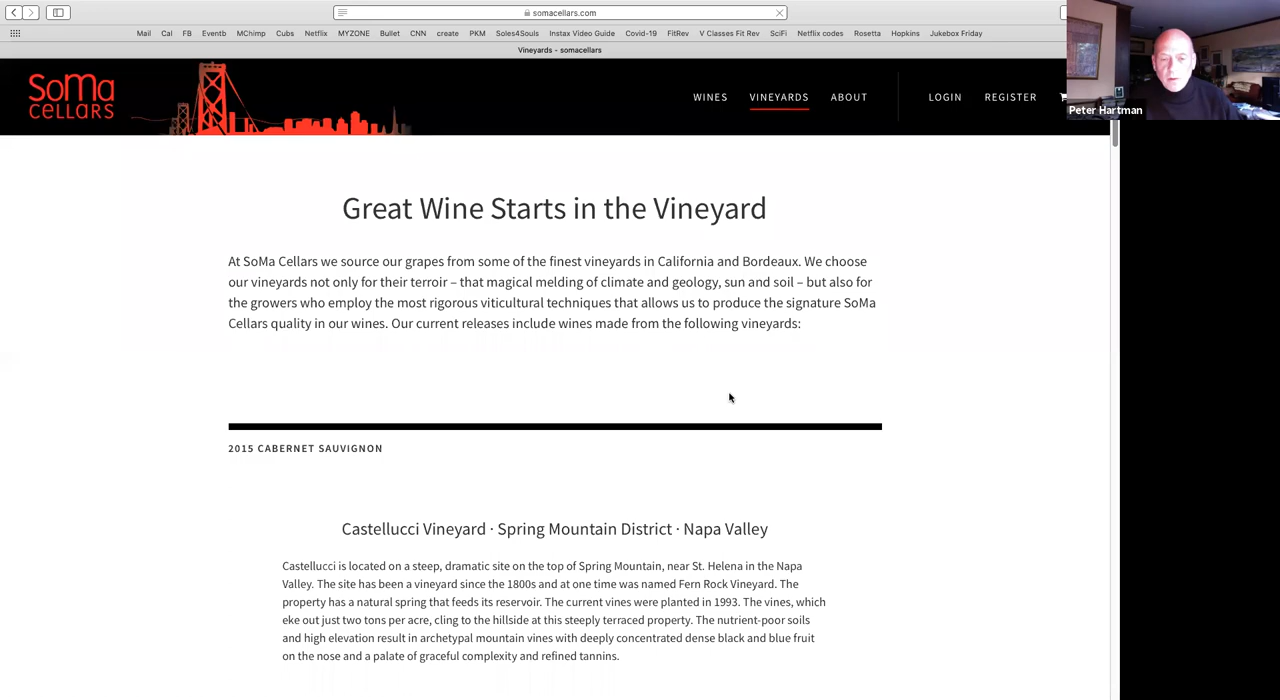 somacellars.com
Mail Cal FB Eventb MChimp Cubs Netflix MYZONE Bullet CNN create PKM Soles4Souls Instax Video Guide Covid-19 FitRev V Classes Fit Rev SciFi Netflix codes Rosetta Hopkins Jukebox Friday
Vineyards – somacellars
SoMa
CELLARS
WINES VINEYARDS ABOUT LOGIN REGISTER
Peter Hartman
Great Wine Starts in the Vineyard
At SoMa Cellars we source our grapes from some of the finest vineyards in California and Bordeaux. We choose
our vineyards not only for their terroir – that magical melding of climate and geology, sun and soil – but also for
the growers who employ the most rigorous viticultural techniques that allows us to produce the signature SoMa
Cellars quality in our wines. Our current releases include wines made from the following vineyards:
2015 CABERNET SAUVIGNON
Castellucci Vineyard · Spring Mountain District · Napa Valley
Castellucci is located on a steep, dramatic site on the top of Spring Mountain, near St. Helena in the Napa
Valley. The site has been a vineyard since the 1800s and at one time was named Fern Rock Vineyard. The
property has a natural spring that feeds its reservoir. The current vines were planted in 1993. The vines, which
eke out just two tons per acre, cling to the hillside at this steeply terraced property. The nutrient-poor soils
and high elevation result in archetypal mountain vines with deeply concentrated dense black and blue fruit
on the nose and a palate of graceful complexity and refined tannins.